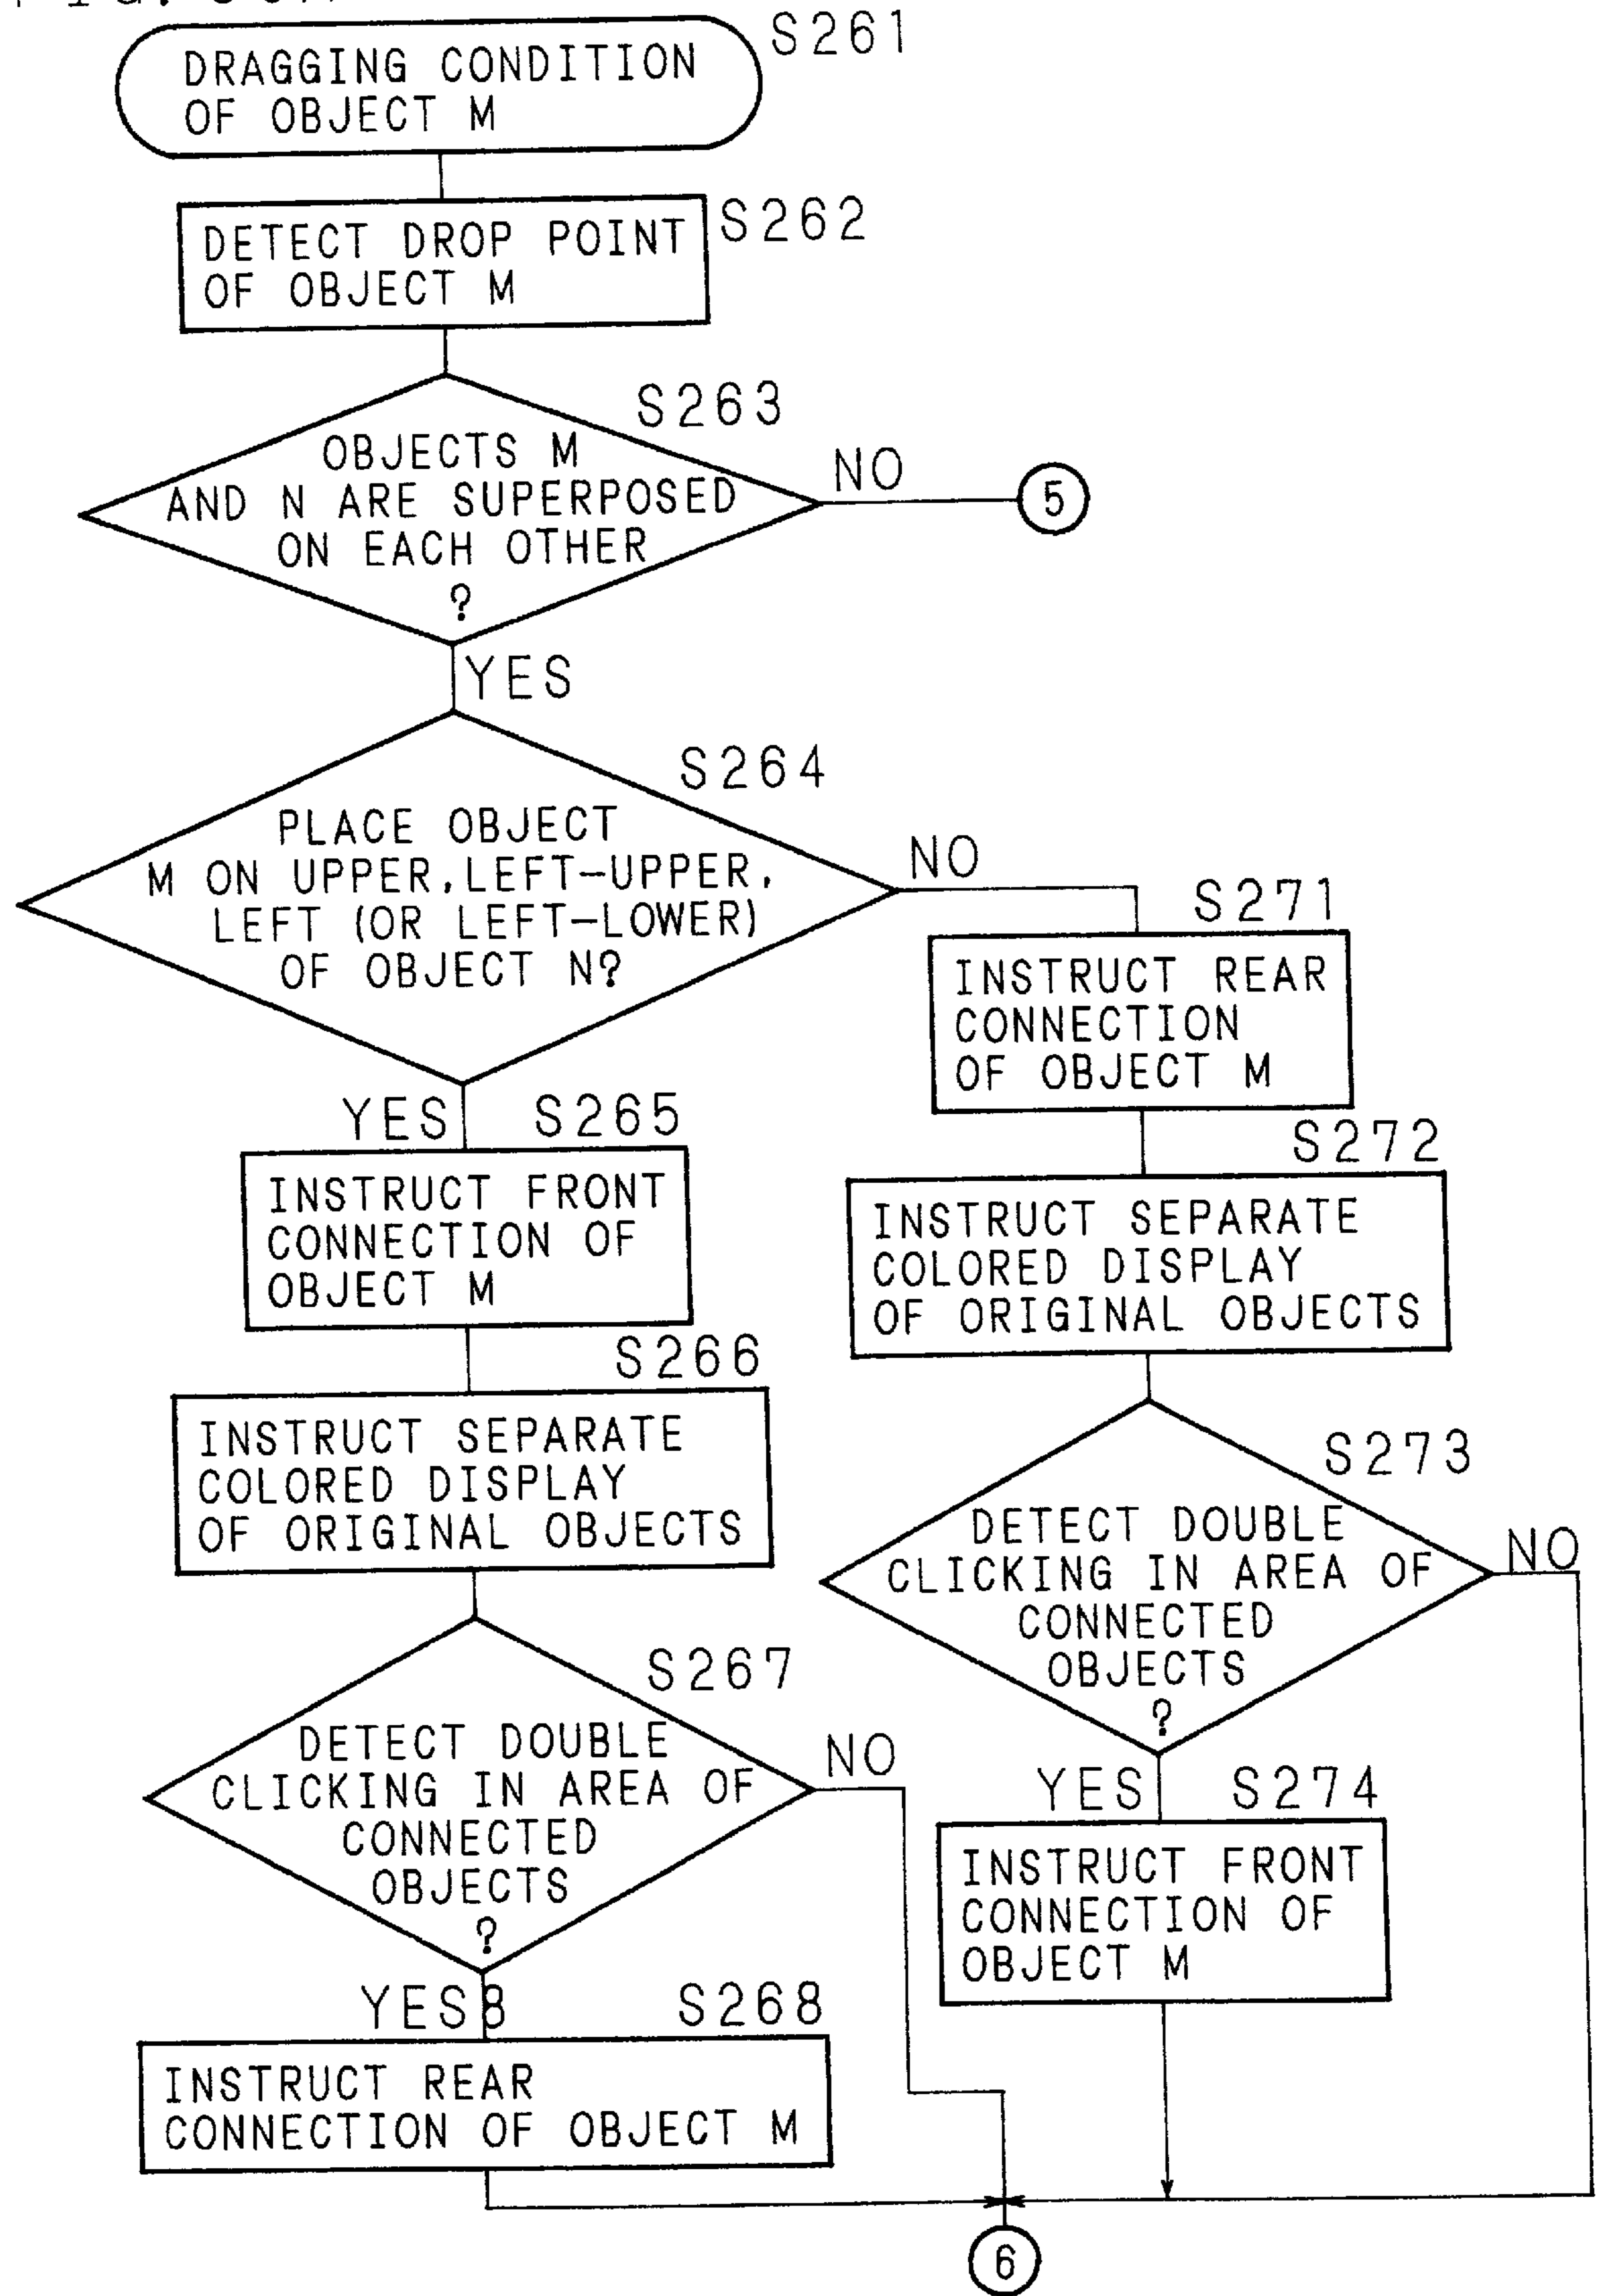 S261
DRAGGING CONDITION
OF OBJECT M
S262
DETECT DROP POINT
OF OBJECT M
S263
OBJECTS M
AND N ARE SUPERPOSED
ON EACH OTHER
?
NO
5
YES
S264
PLACE OBJECT
M ON UPPER, LEFT-UPPER,
LEFT (OR LEFT-LOWER)
OF OBJECT N?
NO
S271
INSTRUCT REAR
CONNECTION
OF OBJECT M
YES
S265
INSTRUCT FRONT
CONNECTION OF
OBJECT M
S272
INSTRUCT SEPARATE
COLORED DISPLAY
OF ORIGINAL OBJECTS
S266
INSTRUCT SEPARATE
COLORED DISPLAY
OF ORIGINAL OBJECTS
S273
DETECT DOUBLE
CLICKING IN AREA OF
CONNECTED
OBJECTS
?
NO
S267
DETECT DOUBLE
CLICKING IN AREA OF
CONNECTED
OBJECTS
?
NO
YES
S274
INSTRUCT FRONT
CONNECTION OF
OBJECT M
YES8
S268
INSTRUCT REAR
CONNECTION OF OBJECT M
6